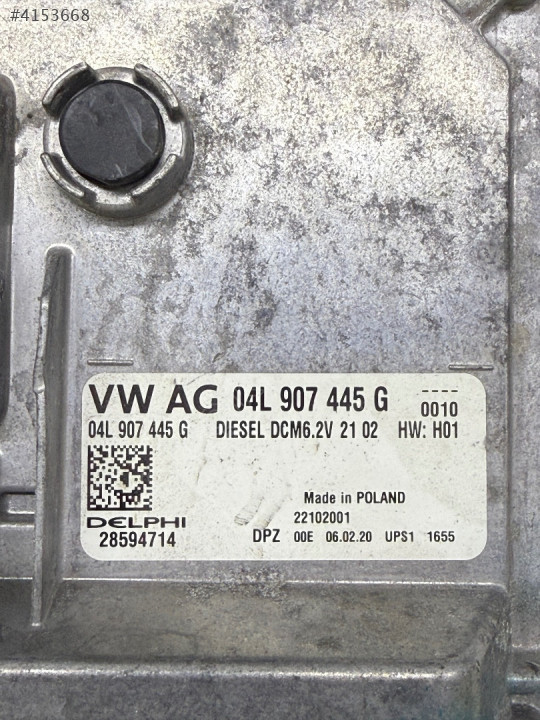 #4153668
VW AG 04L 907 445 G ----
0010
04L 907 445 G DIESEL DCM6.2V 21 02 HW: H01
Made in POLAND
DELPHI 22102001
28594714 DPZ 00E 06.02.20 UPS1 1655